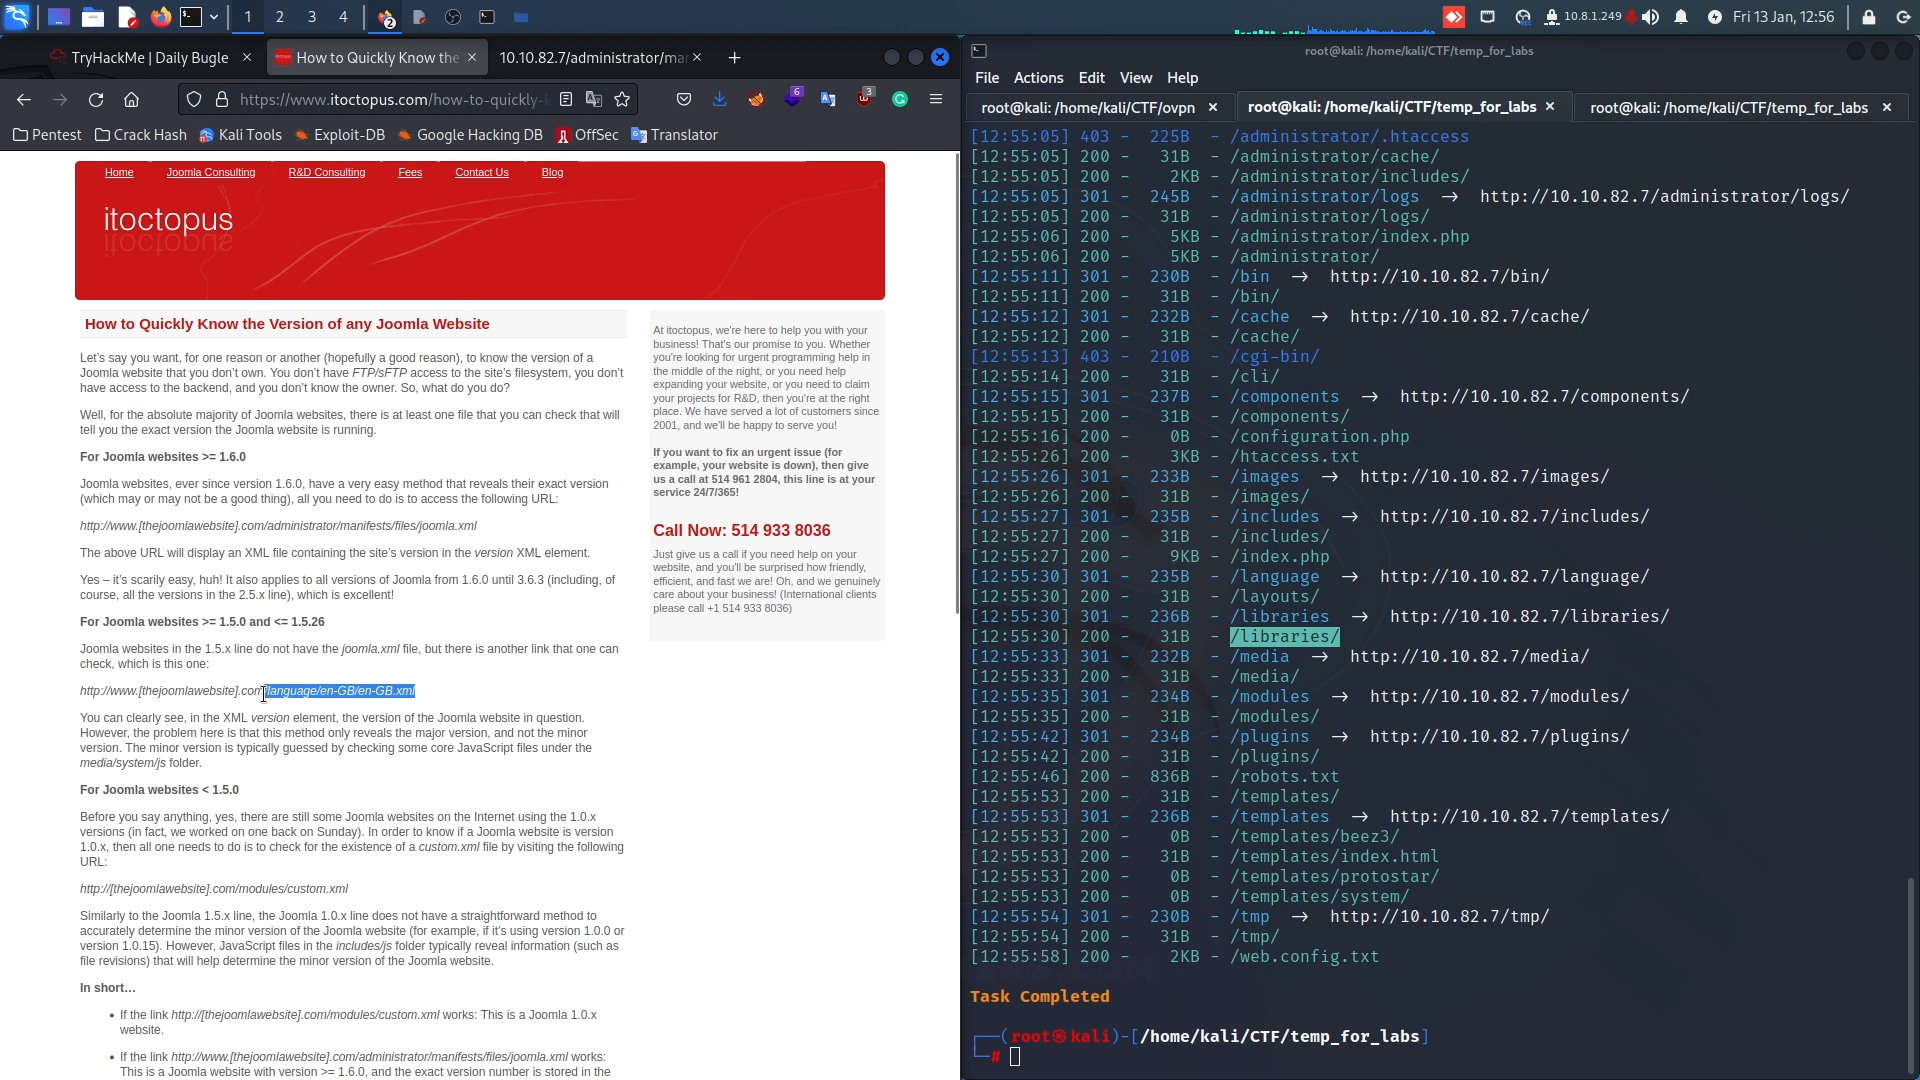 1
2
3
4
2
10.8.1.249
Fri 13 Jan, 12:56
TryHackMe | Daily Bugle
How to Quickly Know the
10.10.82.7/administrator/ma
https://www.itoctopus.com/how-to-quickly-
6
3
Pentest
Crack Hash
Kali Tools
Exploit-DB
Google Hacking DB
OffSec
Translator
Home
Joomla Consulting
R&D Consulting
Fees
Contact Us
Blog
itoctopus
How to Quickly Know the Version of any Joomla Website
Let's say you want, for one reason or another (hopefully a good reason), to know the version of a
Joomla website that you don't own. You don't have FTP/sFTP access to the site's filesystem, you don't
have access to the backend, and you don't know the owner. So, what do you do?
Well, for the absolute majority of Joomla websites, there is at least one file that you can check that will
tell you the exact version the Joomla website is running.
For Joomla websites >= 1.6.0
Joomla websites, ever since version 1.6.0, have a very easy method that reveals their exact version
(which may or may not be a good thing), all you need to do is to access the following URL:
http://www.[thejoomlawebsite].com/administrator/manifests/files/joomla.xml
The above URL will display an XML file containing the site's version in the version XML element.
Yes – it's scarily easy, huh! It also applies to all versions of Joomla from 1.6.0 until 3.6.3 (including, of
course, all the versions in the 2.5.x line), which is excellent!
For Joomla websites >= 1.5.0 and <= 1.5.26
Joomla websites in the 1.5.x line do not have the joomla.xml file, but there is another link that one can
check, which is this one:
http://www.[thejoomlawebsite].com/language/en-GB/en-GB.xml
You can clearly see, in the XML version element, the version of the Joomla website in question.
However, the problem here is that this method only reveals the major version, and not the minor
version. The minor version is typically guessed by checking some core JavaScript files under the
media/system/js folder.
For Joomla websites < 1.5.0
Before you say anything, yes, there are still some Joomla websites on the Internet using the 1.0.x
versions (in fact, we worked on one back on Sunday). In order to know if a Joomla website is version
1.0.x, then all one needs to do is to check for the existence of a custom.xml file by visiting the following
URL:
http://[thejoomlawebsite].com/modules/custom.xml
Similarly to the Joomla 1.5.x line, the Joomla 1.0.x line does not have a straightforward method to
accurately determine the minor version of the Joomla website (for example, if it's using version 1.0.0 or
version 1.0.15). However, JavaScript files in the includes/js folder typically reveal information (such as
file revisions) that will help determine the minor version of the Joomla website.
In short…
• If the link http://[thejoomlawebsite].com/modules/custom.xml works: This is a Joomla 1.0.x
website.
• If the link http://www.[thejoomlawebsite].com/administrator/manifests/files/joomla.xml works:
This is a Joomla website with version >= 1.6.0, and the exact version number is stored in the
At itoctopus, we're here to help you with your
business! That's our promise to you. Whether
you're looking for urgent programming help in
the middle of the night, or you need help
expanding your website, or you need to claim
your projects for R&D, then you're at the right
place. We have served a lot of customers since
2001, and we'll be happy to serve you!
If you want to fix an urgent issue (for
example, your website is down), then give
us a call at 514 961 2804, this line is at your
service 24/7/365!
Call Now: 514 933 8036
Just give us a call if you need help on your
website, and you'll be surprised how friendly,
efficient, and fast we are! Oh, and we genuinely
care about your business! (International clients
please call +1 514 933 8036)
root@kali: /home/kali/CTF/temp_for_labs
File Actions Edit View Help
root@kali: /home/kali/CTF/ovpn
root@kali: /home/kali/CTF/temp_for_labs
root@kali: /home/kali/CTF/temp_for_labs
[12:55:05] 403 - 225B - /administrator/.htaccess
[12:55:05] 200 - 31B - /administrator/cache/
[12:55:05] 200 - 2KB - /administrator/includes/
[12:55:05] 301 - 245B - /administrator/logs → http://10.10.82.7/administrator/logs/
[12:55:05] 200 - 31B - /administrator/logs/
[12:55:06] 200 - 5KB - /administrator/index.php
[12:55:06] 200 - 5KB - /administrator/
[12:55:11] 301 - 230B - /bin → http://10.10.82.7/bin/
[12:55:11] 200 - 31B - /bin/
[12:55:12] 301 - 232B - /cache → http://10.10.82.7/cache/
[12:55:12] 200 - 31B - /cache/
[12:55:13] 403 - 210B - /cgi-bin/
[12:55:14] 200 - 31B - /cli/
[12:55:15] 301 - 237B - /components → http://10.10.82.7/components/
[12:55:15] 200 - 31B - /components/
[12:55:16] 200 - 0B - /configuration.php
[12:55:26] 200 - 3KB - /htaccess.txt
[12:55:26] 301 - 233B - /images → http://10.10.82.7/images/
[12:55:26] 200 - 31B - /images/
[12:55:27] 301 - 235B - /includes → http://10.10.82.7/includes/
[12:55:27] 200 - 31B - /includes/
[12:55:27] 200 - 9KB - /index.php
[12:55:30] 301 - 235B - /language → http://10.10.82.7/language/
[12:55:30] 200 - 31B - /layouts/
[12:55:30] 301 - 236B - /libraries → http://10.10.82.7/libraries/
[12:55:30] 200 - 31B - /libraries/
[12:55:33] 301 - 232B - /media → http://10.10.82.7/media/
[12:55:33] 200 - 31B - /media/
[12:55:35] 301 - 234B - /modules → http://10.10.82.7/modules/
[12:55:35] 200 - 31B - /modules/
[12:55:42] 301 - 234B - /plugins → http://10.10.82.7/plugins/
[12:55:42] 200 - 31B - /plugins/
[12:55:46] 200 - 836B - /robots.txt
[12:55:53] 200 - 31B - /templates/
[12:55:53] 301 - 236B - /templates → http://10.10.82.7/templates/
[12:55:53] 200 - 0B - /templates/beez3/
[12:55:53] 200 - 31B - /templates/index.html
[12:55:53] 200 - 0B - /templates/protostar/
[12:55:53] 200 - 0B - /templates/system/
[12:55:54] 301 - 230B - /tmp → http://10.10.82.7/tmp/
[12:55:54] 200 - 31B - /tmp/
[12:55:58] 200 - 2KB - /web.config.txt
Task Completed
┌──(root㉿kali)-[/home/kali/CTF/temp_for_labs]
└─#